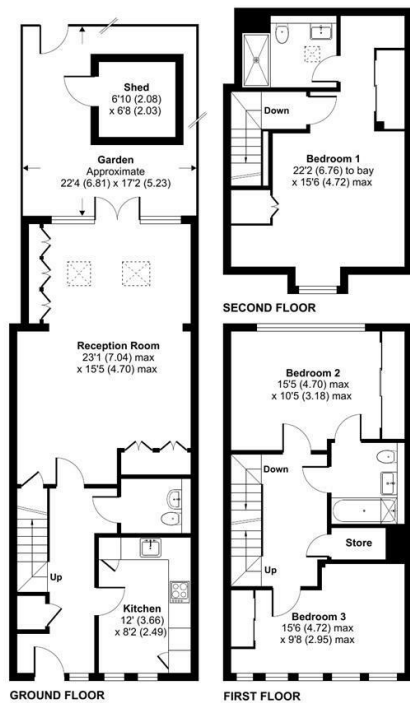 Shed
6'10 (2.08)
x 6'8 (2.03)
Garden
Approximate
22'4 (6.81) x 17'2 (5.23)
Reception Room
23'1 (7.04) max
x 15'5 (4.70) max
Up
Kitchen
12' (3.66)
x 8'2 (2.49)
GROUND FLOOR
Down
Bedroom 1
22'2 (6.76) to bay
x 15'6 (4.72) max
SECOND FLOOR
Bedroom 2
15'5 (4.70) max
x 10'5 (3.18) max
Down
Store
Up
Bedroom 3
15'6 (4.72) max
x 9'8 (2.95) max
FIRST FLOOR